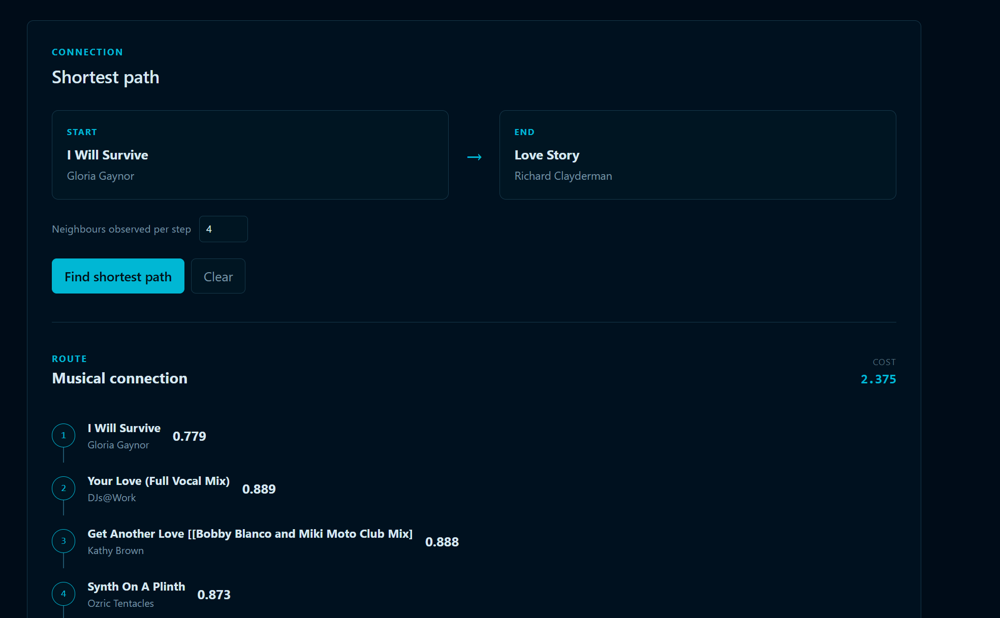 CONNECTION
Shortest path
START
I Will Survive
Gloria Gaynor
→
END
Love Story
Richard Clayderman
Neighbours observed per step 4
Find shortest path Clear
ROUTE
Musical connection
COST
2.375
1 I Will Survive 0.779
Gloria Gaynor
2 Your Love (Full Vocal Mix) 0.889
DJs@Work
3 Get Another Love [[Bobby Blanco and Miki Moto Club Mix] 0.888
Kathy Brown
4 Synth On A Plinth 0.873
Ozric Tentacles